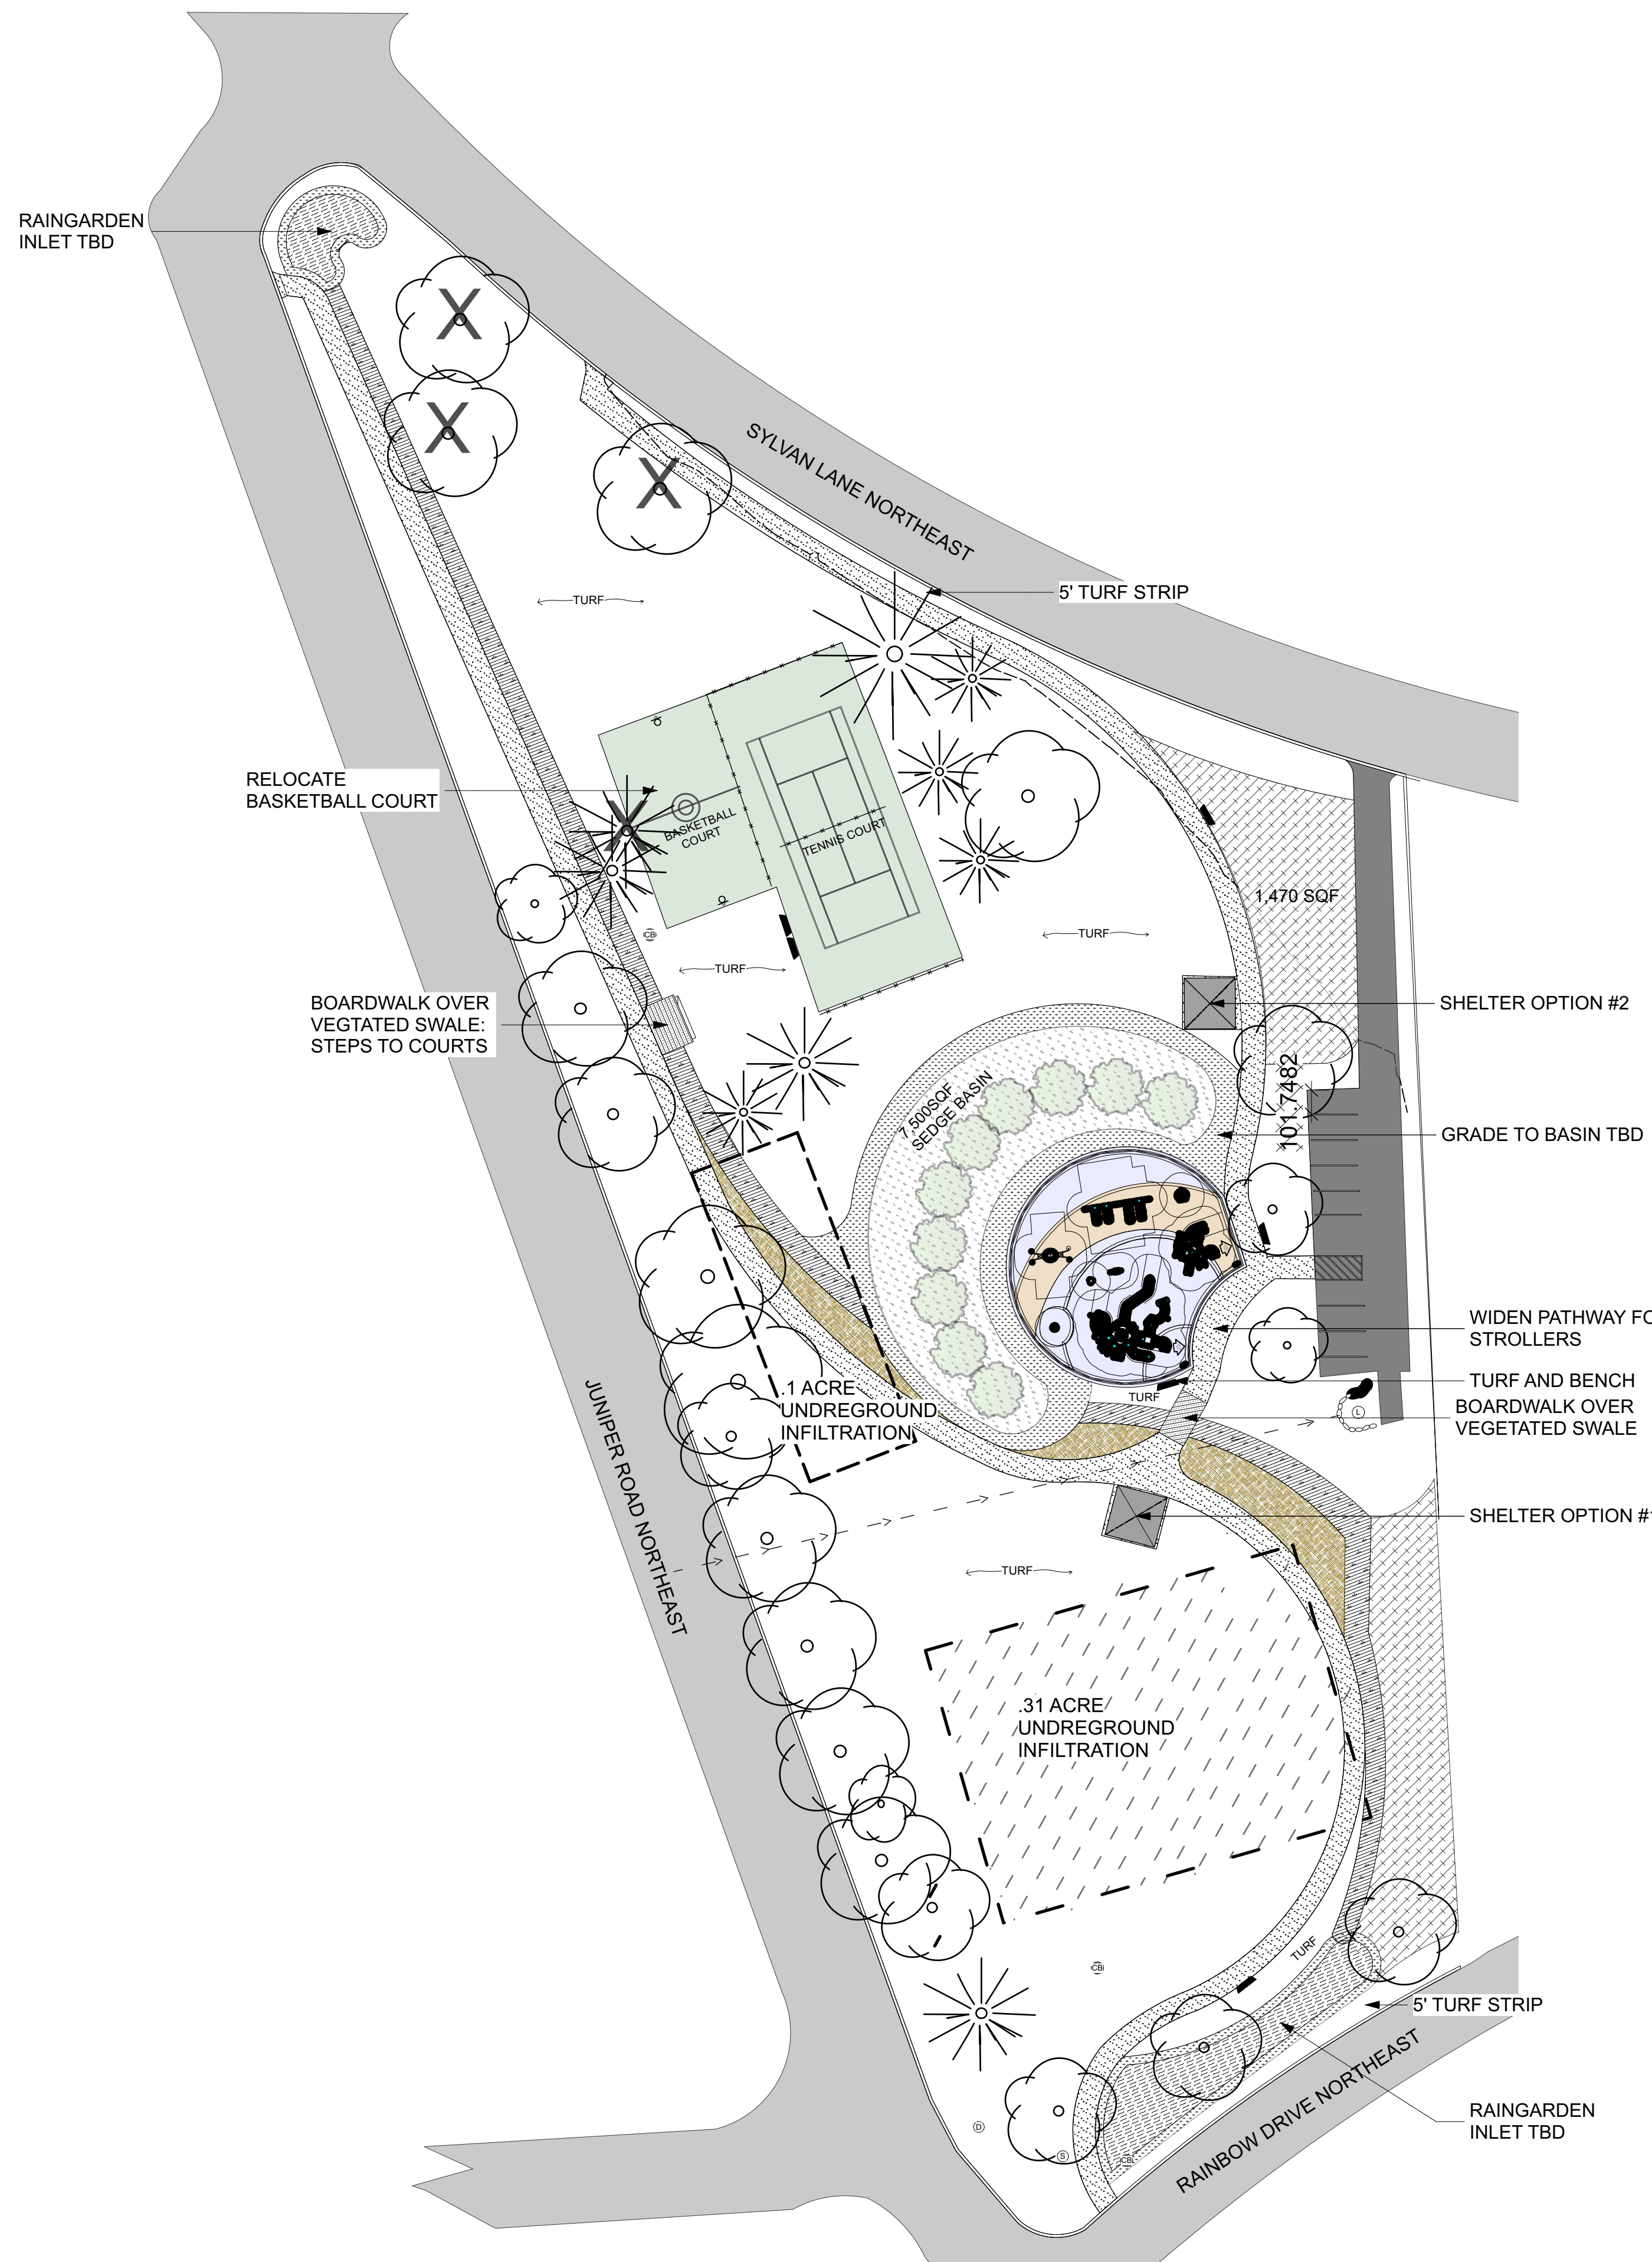 RAINGARDEN
INLET TBD
X
X
X
SYLVAN LANE NORTHEAST
5' TURF STRIP
TURF
RELOCATE
BASKETBALL COURT
X
BASKETBALL
COURT
TENNIS COURT
1,470 SQF
TURF
CB
TURF
BOARDWALK OVER
VEGTATED SWALE:
STEPS TO COURTS
SHELTER OPTION #2
101.7482
7,500SQF
SEDGE BASIN
GRADE TO BASIN TBD
WIDEN PATHWAY FO
STROLLERS
TURF AND BENCH
TURF
BOARDWALK OVER
VEGETATED SWALE
L
.1 ACRE
UNDREGROUND
INFILTRATION
JUNIPER ROAD NORTHEAST
SHELTER OPTION #1
TURF
.31 ACRE
UNDREGROUND
INFILTRATION
TURF
CB
5' TURF STRIP
RAINBOW DRIVE NORTHEAST
RAINGARDEN
INLET TBD
D
S
CB